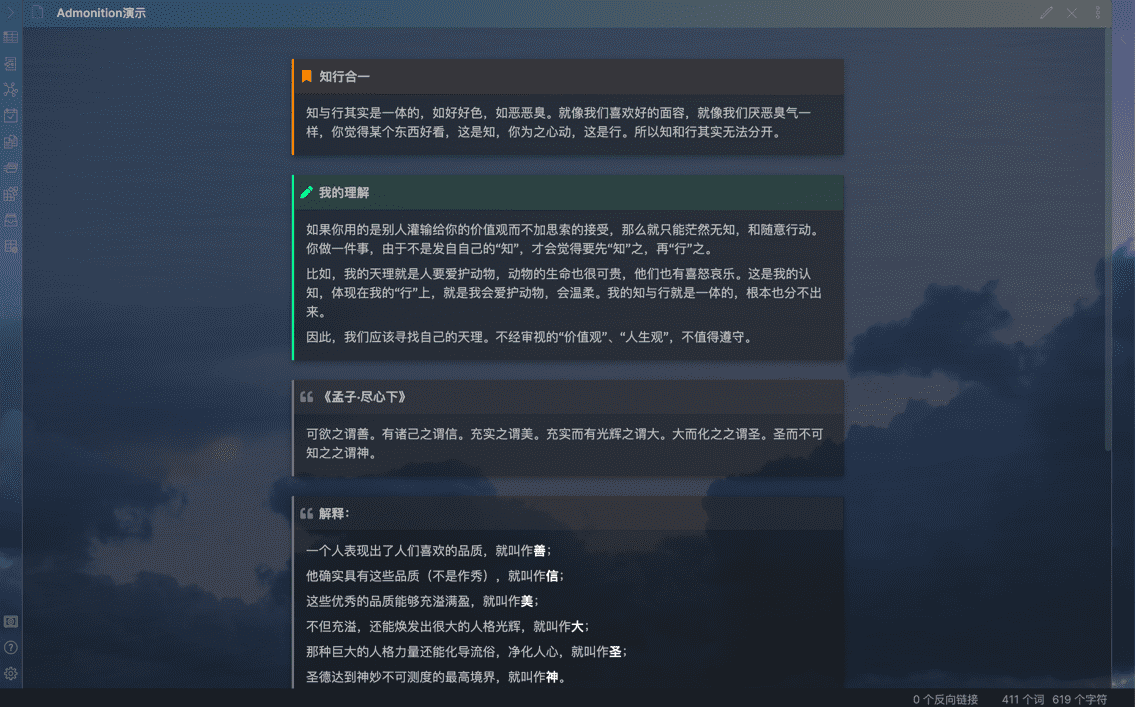 Admonition演示
知行合一
知与行其实是一体的，如好好色，如恶恶臭。就像我们喜欢好的面容，就像我们厌恶臭气一
样，你觉得某个东西好看，这是知，你为之心动，这是行。所以知和行其实无法分开。
我的理解
如果你用的是别人灌输给你的价值观而不加思索的接受，那么就只能茫然无知，和随意行动。
你做一件事，由于不是发自自己的“知”，才会觉得要先“知”之，再“行”之。
比如，我的天理就是人要爱护动物，动物的生命也很可贵，他们也有喜怒哀乐。这是我的认
知，体现在我的“行”上，就是我会爱护动物，会温柔。我的知与行就是一体的，根本也分不出
来。
因此，我们应该寻找自己的天理。不经审视的“价值观”、“人生观”，不值得遵守。
《孟子·尽心下》
可欲之谓善。有诸己之谓信。充实之谓美。充实而有光辉之谓大。大而化之之谓圣。圣而不可
知之之谓神。
解释：
一个人表现出了人们喜欢的品质，就叫作善；
他确实具有这些品质（不是作秀），就叫作信；
这些优秀的品质能够充溢满盈，就叫作美；
不但充溢，还能焕发出很大的人格光辉，就叫作大；
那种巨大的人格力量还能化导流俗，净化人心，就叫作圣；
圣德达到神妙不可测度的最高境界，就叫作神。
0 个反向链接 411 个词 619 个字符